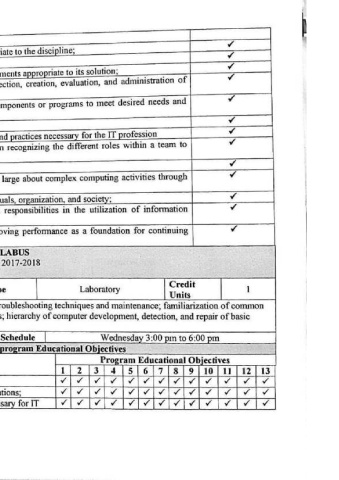 ✓
iate to the discipline; ✓
✓
ments appropriate to its solution; ✓
ection, creation, evaluation, and administration of ✓
mponents or programs to meet desired needs and ✓
✓
nd practices necessary for the IT profession ✓
n recognizing the different roles within a team to ✓
✓
large about complex computing activities through ✓
uals, organization, and society; ✓
responsibilities in the utilization of information ✓
oving performance as a foundation for continuing ✓
LABUS
2017-2018
pe Laboratory Credit Units 1
roubleshooting techniques and maintenance; familiarization of common
s; hierarchy of computer development, detection, and repair of basic
Schedule Wednesday 3:00 pm to 6:00 pm
program Educational Objectives
Program Educational Objectives
1 2 3 4 5 6 7 8 9 10 11 12 13
✓ ✓ ✓ ✓ ✓ ✓ ✓ ✓ ✓ ✓ ✓ ✓ ✓
tions; ✓ ✓ ✓ ✓ ✓ ✓ ✓ ✓ ✓ ✓ ✓ ✓ ✓
sary for IT ✓ ✓ ✓ ✓ ✓ ✓ ✓ ✓ ✓ ✓ ✓ ✓ ✓